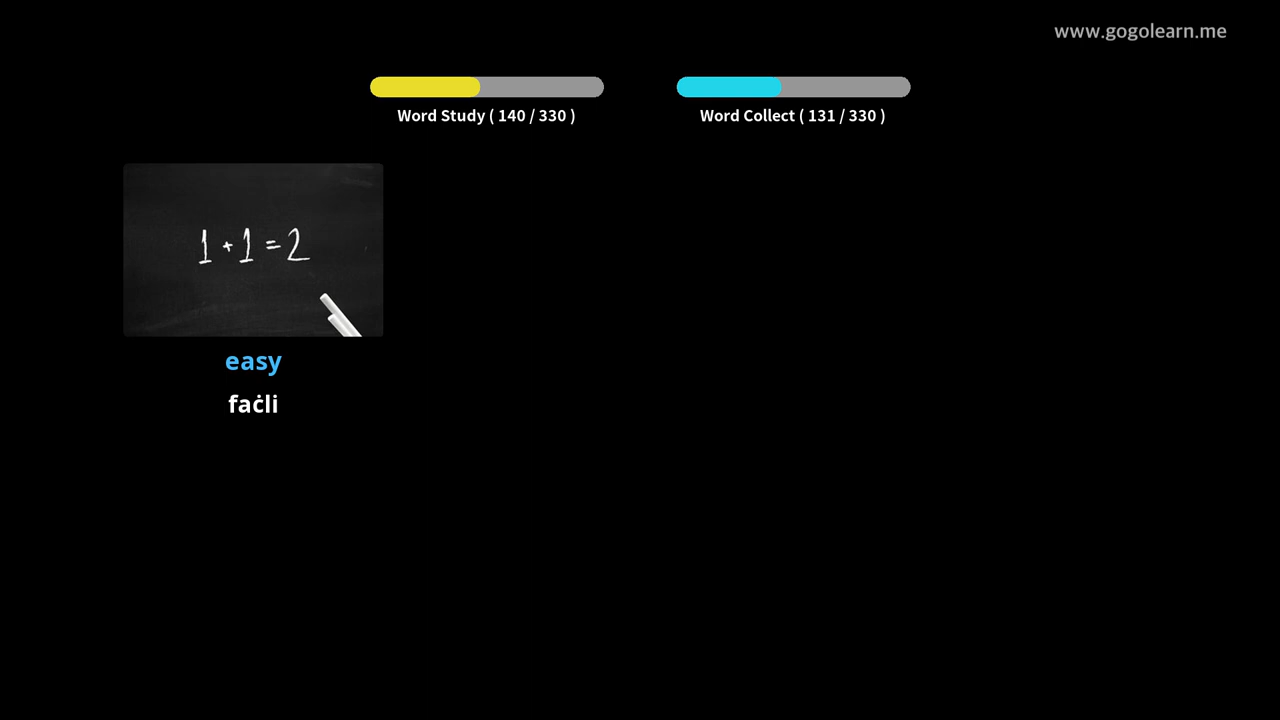 www.gogolearn.me
Word Study ( 140 / 330 )
Word Collect ( 131 / 330 )
1 + 1 = 2
easy
faċli